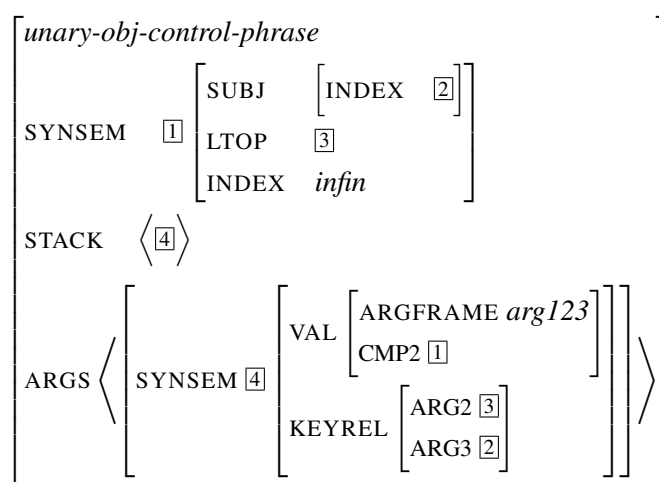 unary-obj-control-phrase
SYNSEM 1 SUBJ INDEX 2
LTOP 3
INDEX infin
STACK ⟨ 4 ⟩
ARGS ⟨ SYNSEM 4 VAL ARGFRAME arg123
CMP2 1
KEYREL ARG2 3
ARG3 2 ⟩